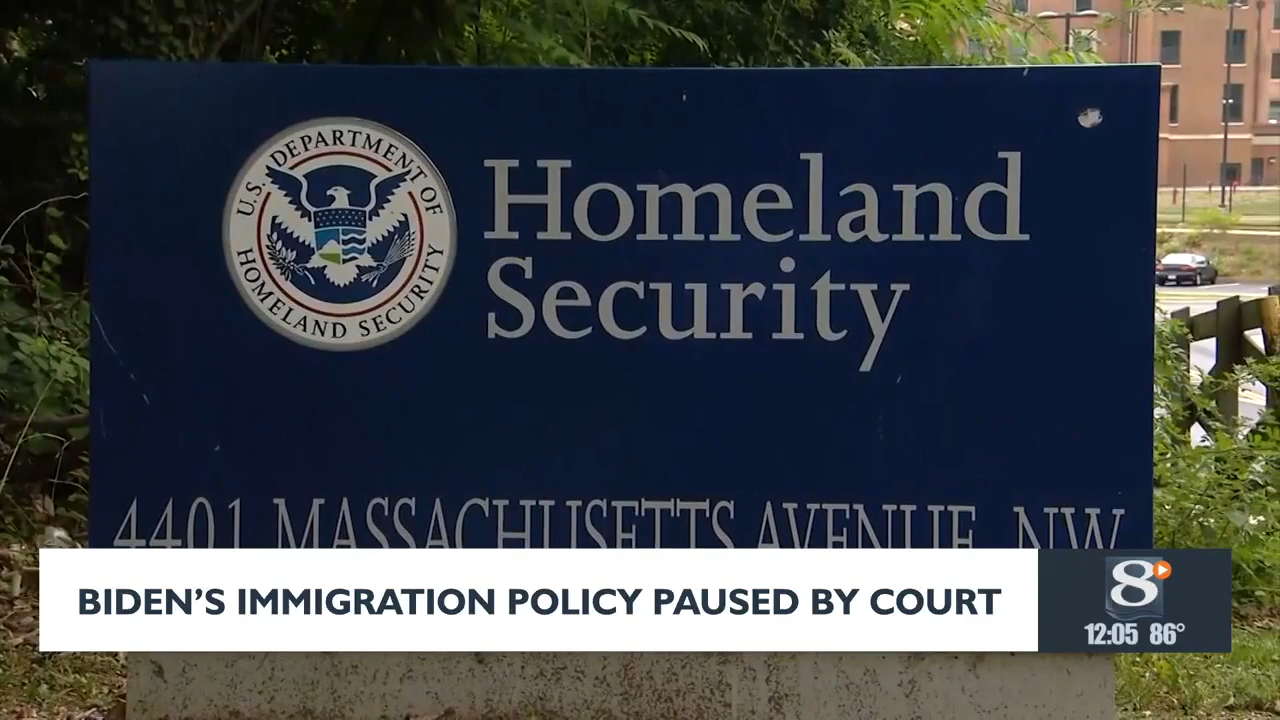 U.S. DEPARTMENT OF
HOMELAND SECURITY
Homeland
Security
4401 MASSACHUSETTS AVENUE, NW
BIDEN'S IMMIGRATION POLICY PAUSED BY COURT
8
12:05 86°